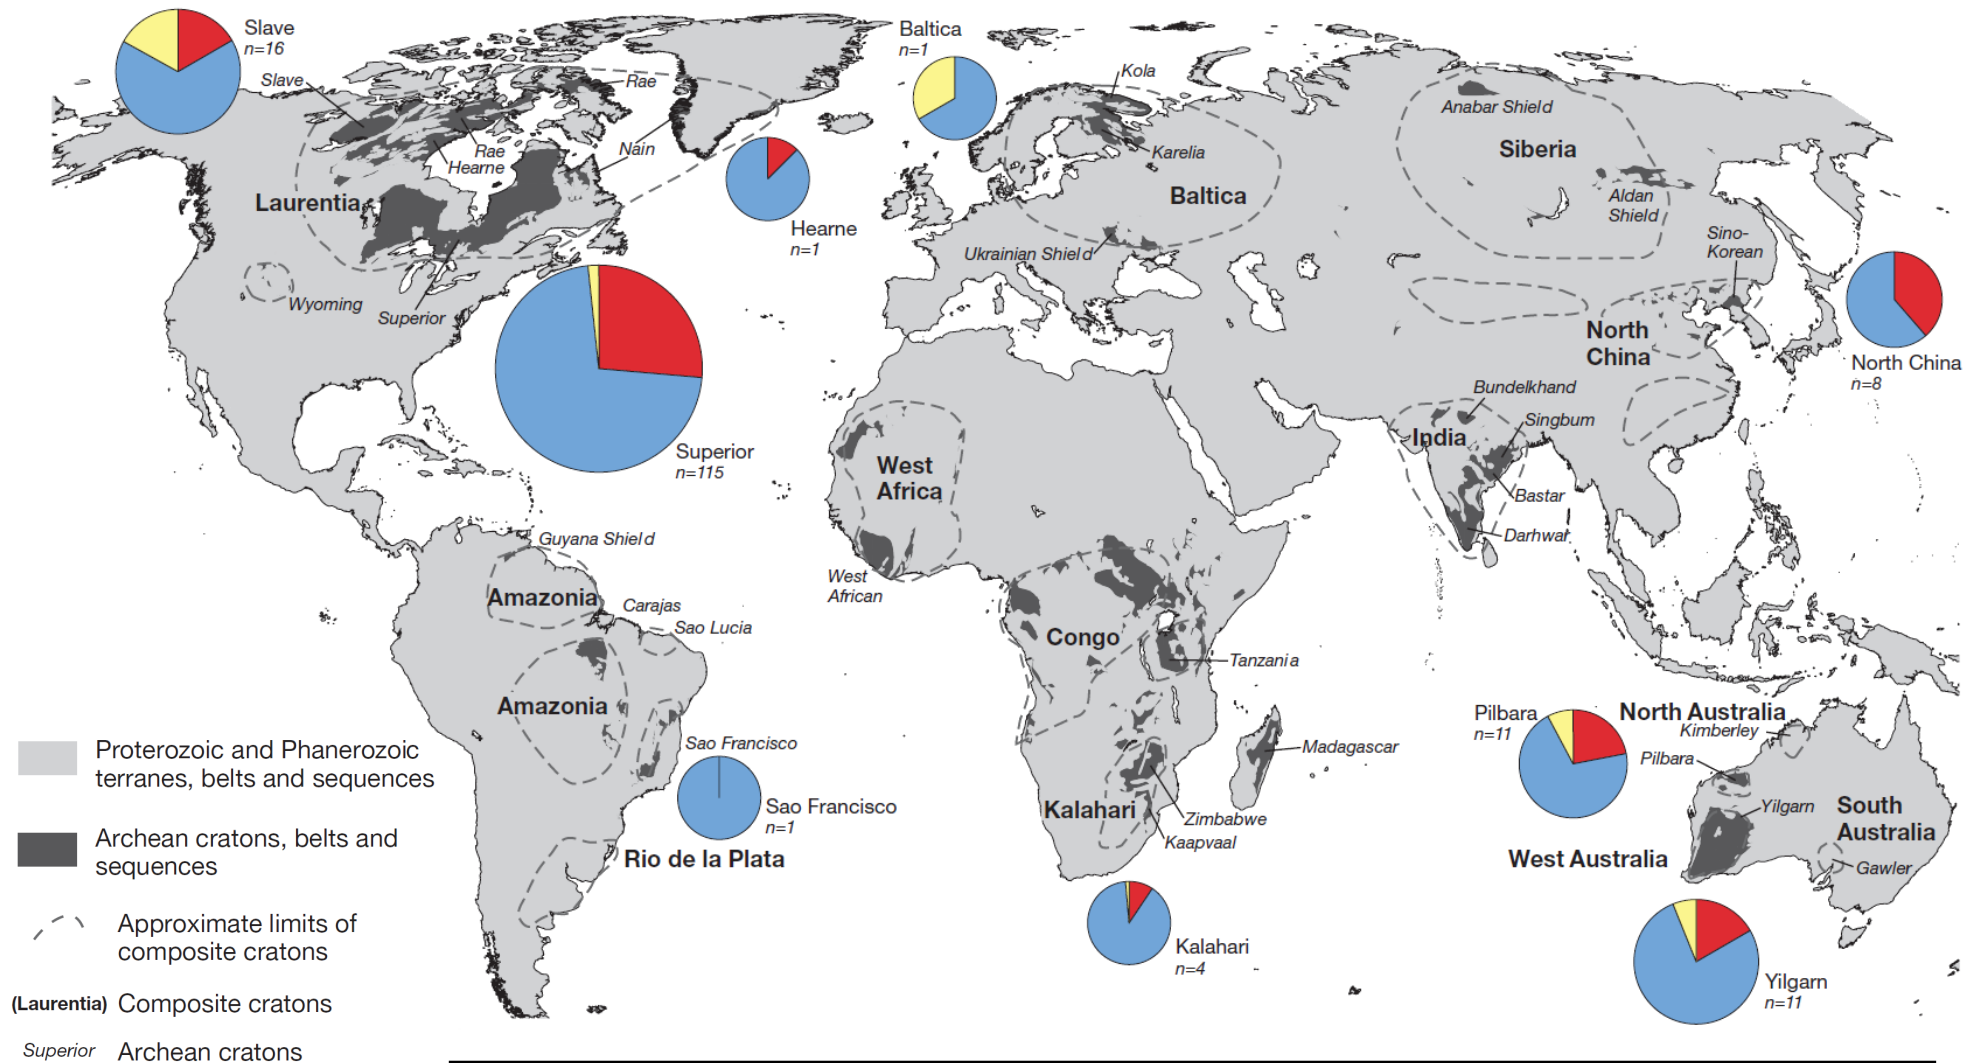 Slave
n=16
Slave
Rae
Rae
Hearne
Nain
Laurentia
Wyoming
Superior
Hearne
n=1
Superior
n=115
Baltica
n=1
Kola
Karelia
Baltica
Ukrainian Shield
Anabar Shield
Siberia
Aldan
Shield
Sino-
Korean
North
China
North China
n=8
Bundelkhand
Singbum
India
Bastar
Darhwar
West
Africa
West
African
Congo
Tanzania
Madagascar
Kalahari
Zimbabwe
Kaapvaal
Kalahari
n=4
Guyana Shield
Amazonia
Carajas
Sao Lucia
Amazonia
Sao Francisco
Sao Francisco
n=1
Rio de la Plata
Pilbara
n=11
North Australia
Kimberley
Pilbara
Yilgarn
South
Australia
West Australia
Gawler
Yilgarn
n=11
Proterozoic and Phanerozoic
terranes, belts and sequences
Archean cratons, belts and
sequences
Approximate limits of
composite cratons
(Laurentia) Composite cratons
Superior Archean cratons